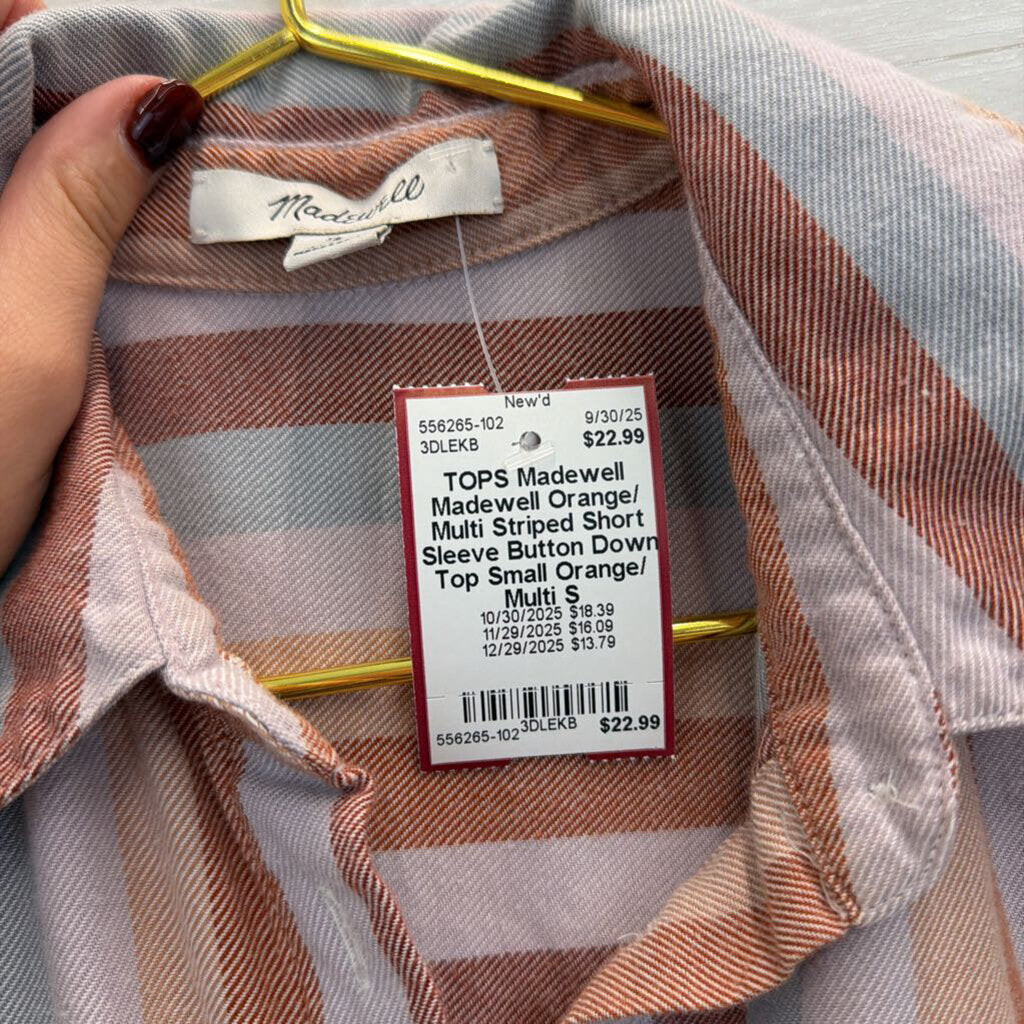 Madewell
New'd
556265-102 9/30/25
3DLEKB $22.99
TOPS Madewell
Madewell Orange/
Multi Striped Short
Sleeve Button Down
Top Small Orange/
Multi S
10/30/2025 $18.39
11/29/2025 $16.09
12/29/2025 $13.79
556265-102 3DLEKB $22.99